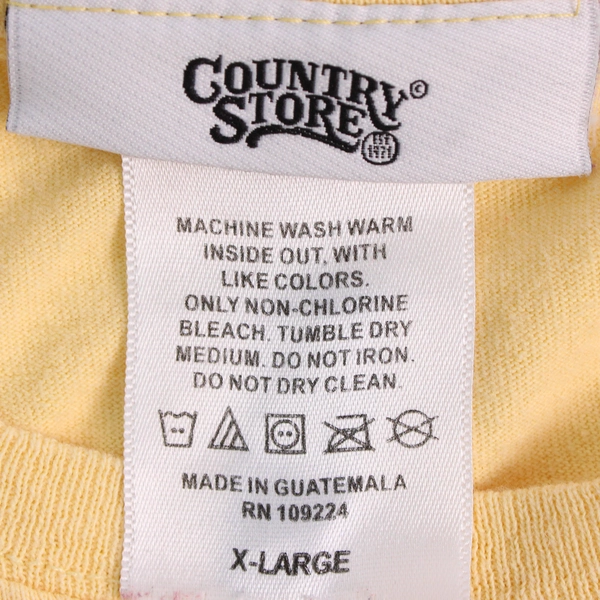 COUNTRY ©
STORE
EST
1971
MACHINE WASH WARM
INSIDE OUT, WITH
LIKE COLORS.
ONLY NON-CHLORINE
BLEACH. TUMBLE DRY
MEDIUM. DO NOT IRON.
DO NOT DRY CLEAN.
MADE IN GUATEMALA
RN 109224
X-LARGE